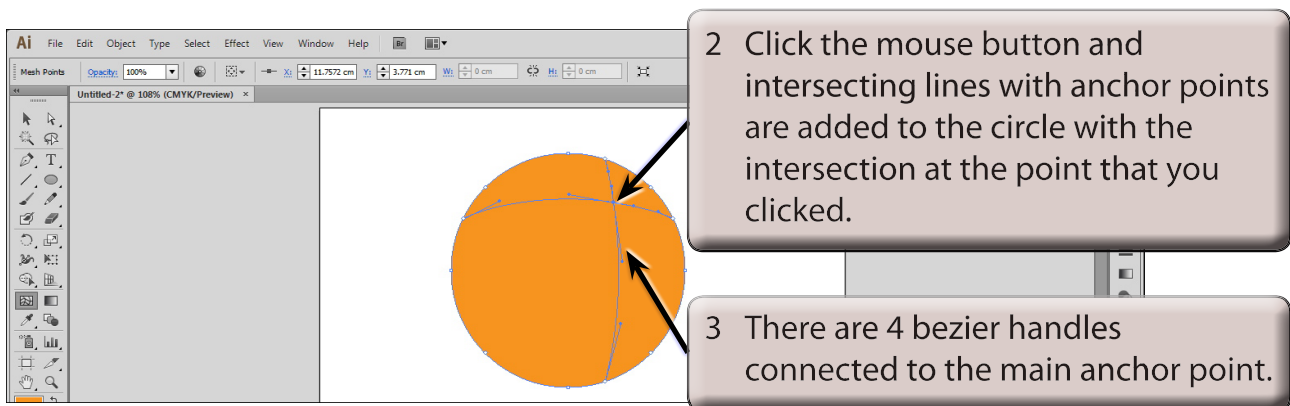 Ai File Edit Object Type Select Effect View Window Help Br
Mesh Points Opacity: 100% X: 11.7572 cm Y: 3.771 cm W: 0 cm H: 0 cm
Untitled-2* @ 108% (CMYK/Preview) ×
2 Click the mouse button and
intersecting lines with anchor points
are added to the circle with the
intersection at the point that you
clicked.
3 There are 4 bezier handles
connected to the main anchor point.